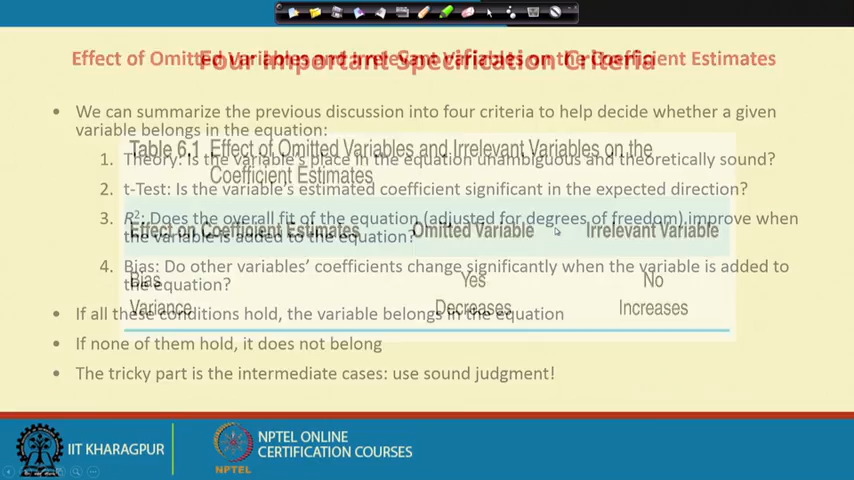 Effect of Omitted Variables and Irrelevant Variables on the Coefficient Estimates
Four Important Specification Criteria
• We can summarize the previous discussion into four criteria to help decide whether a given
variable belongs in the equation:
Table 6.1 Effect of Omitted Variables and Irrelevant Variables on the
Coefficient Estimates
1. Theory: Is the variable's place in the equation unambiguous and theoretically sound?
2. t-Test: Is the variable's estimated coefficient significant in the expected direction?
3. R²: Does the overall fit of the equation (adjusted for degrees of freedom) improve when
the variable is added to the equation?
Effect on Coefficient Estimates Omitted Variable Irrelevant Variable
4. Bias: Do other variables' coefficients change significantly when the variable is added to
the equation?
Bias Yes No
Variance Decreases Increases
• If all these conditions hold, the variable belongs in the equation
• If none of them hold, it does not belong
• The tricky part is the intermediate cases: use sound judgment!
IIT KHARAGPUR
NPTEL
NPTEL ONLINE
CERTIFICATION COURSES